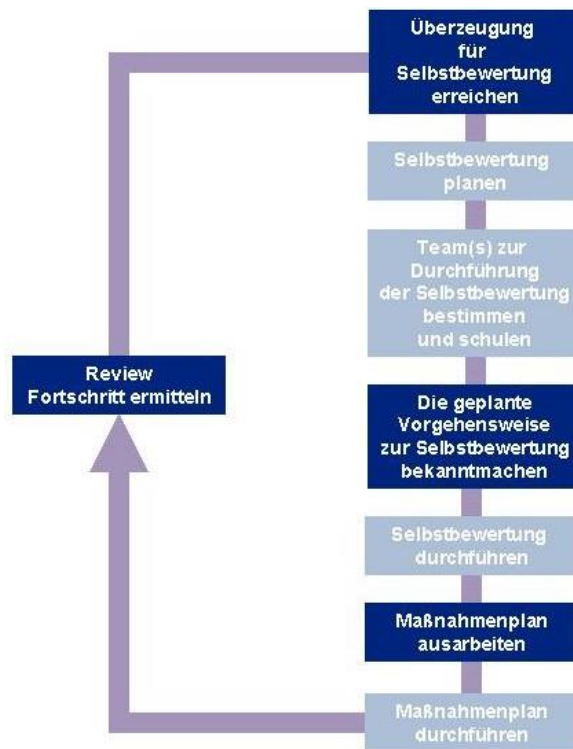 Überzeugung
für
Selbstbewertung
erreichen
Selbstbewertung
planen
Team(s) zur
Durchführung
der Selbstbewertung
bestimmen
und schulen
Review
Fortschritt ermitteln
Die geplante
Vorgehensweise
zur Selbstbewertung
bekanntmachen
Selbstbewertung
durchführen
Maßnahmenplan
ausarbeiten
Maßnahmenplan
durchführen